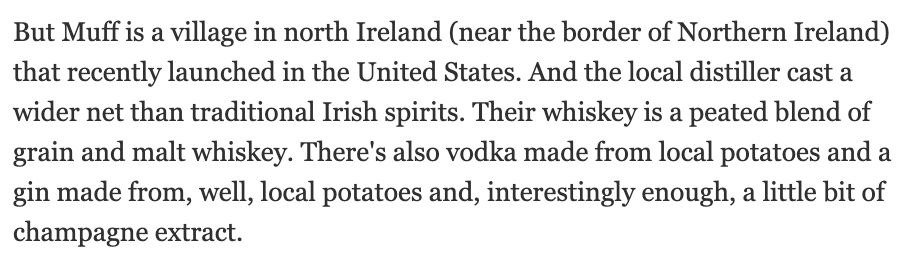 But Muff is a village in north Ireland (near the border of Northern Ireland)
that recently launched in the United States. And the local distiller cast a
wider net than traditional Irish spirits. Their whiskey is a peated blend of
grain and malt whiskey. There's also vodka made from local potatoes and a
gin made from, well, local potatoes and, interestingly enough, a little bit of
champagne extract.